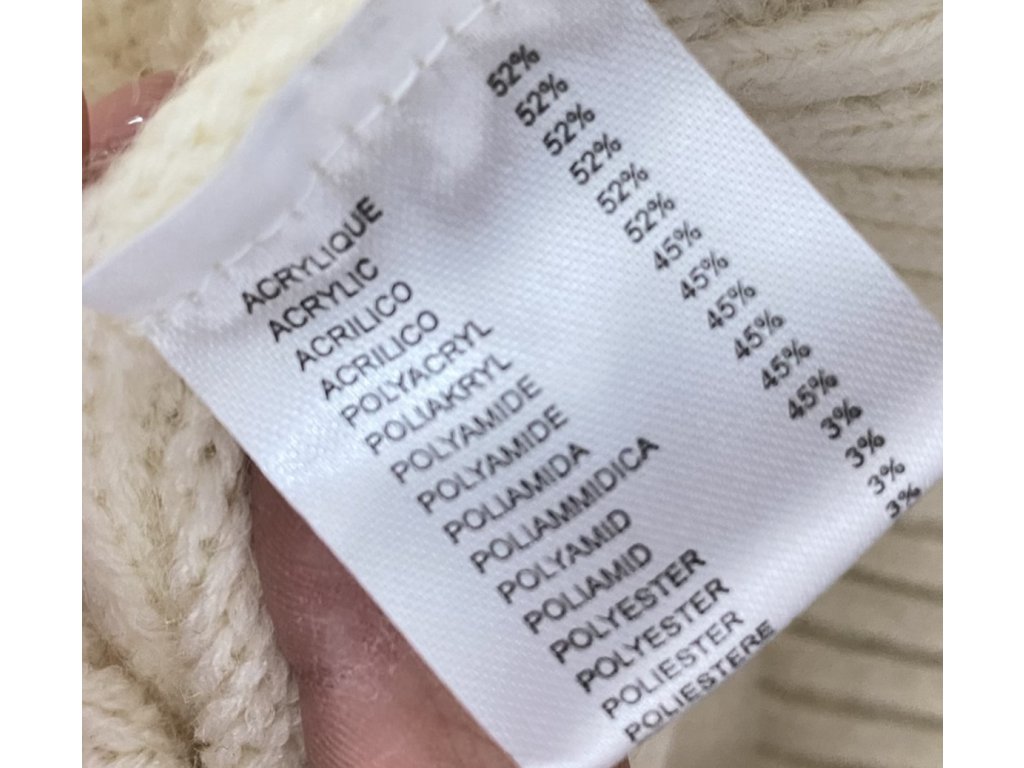 ACRYLIQUE 52%
ACRYLIC 52%
ACRILICO 52%
ACRILICO 52%
POLYACRYL 52%
POLIAKRYL 52%
POLYAMIDE 45%
POLYAMIDE 45%
POLIAMIDA 45%
POLIAMMIDICA 45%
POLYAMID 45%
POLIAMID 45%
POLYESTER 3%
POLYESTER 3%
POLIESTER 3%
POLIESTERE 3%